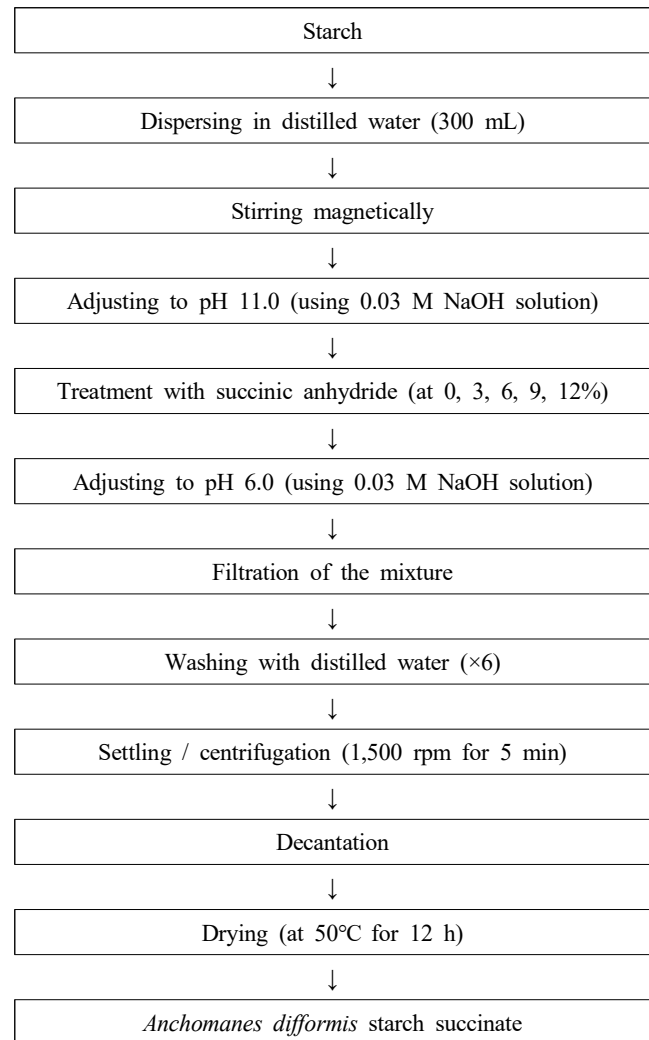 Starch
↓
Dispersing in distilled water (300 mL)
↓
Stirring magnetically
↓
Adjusting to pH 11.0 (using 0.03 M NaOH solution)
↓
Treatment with succinic anhydride (at 0, 3, 6, 9, 12%)
↓
Adjusting to pH 6.0 (using 0.03 M NaOH solution)
↓
Filtration of the mixture
↓
Washing with distilled water (×6)
↓
Settling / centrifugation (1,500 rpm for 5 min)
↓
Decantation
↓
Drying (at 50℃ for 12 h)
↓
Anchomanes difformis starch succinate